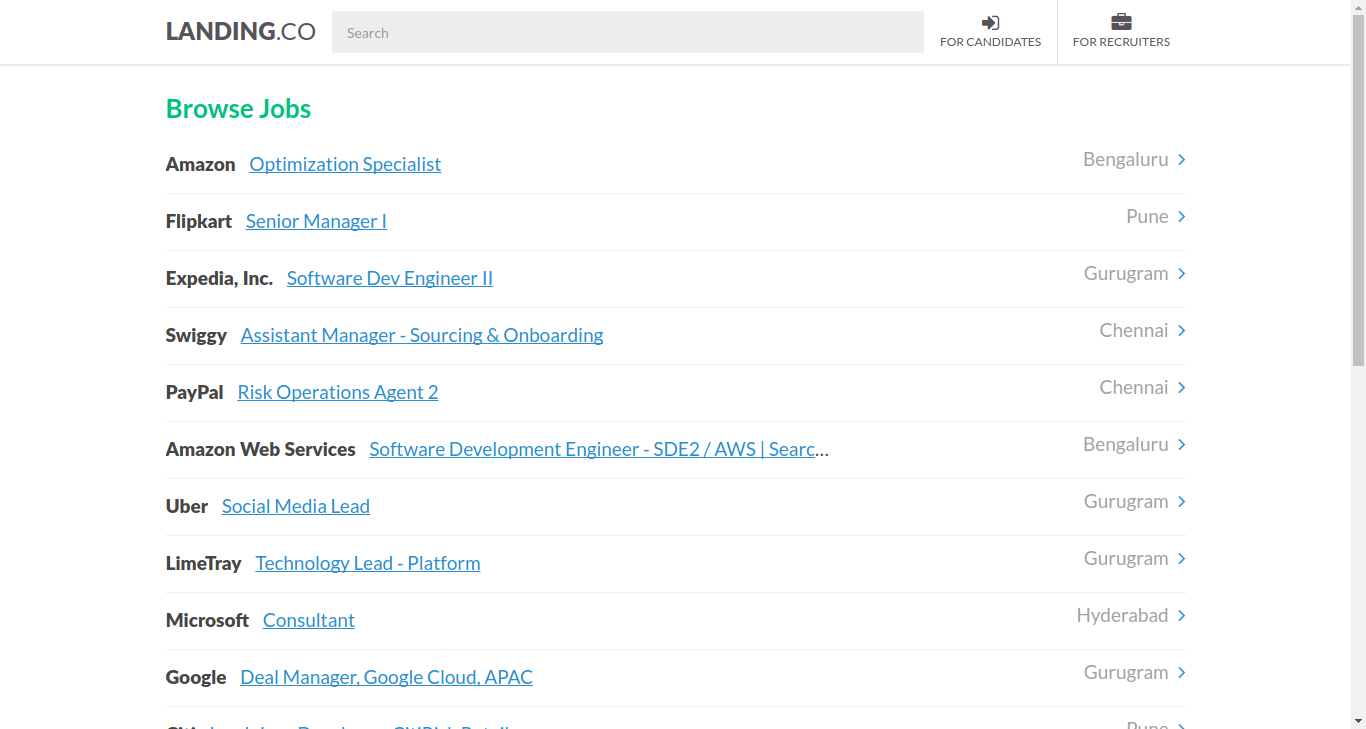 LANDING.CO
Search
FOR CANDIDATES
FOR RECRUITERS
Browse Jobs
Amazon Optimization Specialist Bengaluru
Flipkart Senior Manager I Pune
Expedia, Inc. Software Dev Engineer II Gurugram
Swiggy Assistant Manager - Sourcing & Onboarding Chennai
PayPal Risk Operations Agent 2 Chennai
Amazon Web Services Software Development Engineer - SDE2 / AWS | Searc... Bengaluru
Uber Social Media Lead Gurugram
LimeTray Technology Lead - Platform Gurugram
Microsoft Consultant Hyderabad
Google Deal Manager, Google Cloud, APAC Gurugram
Pune